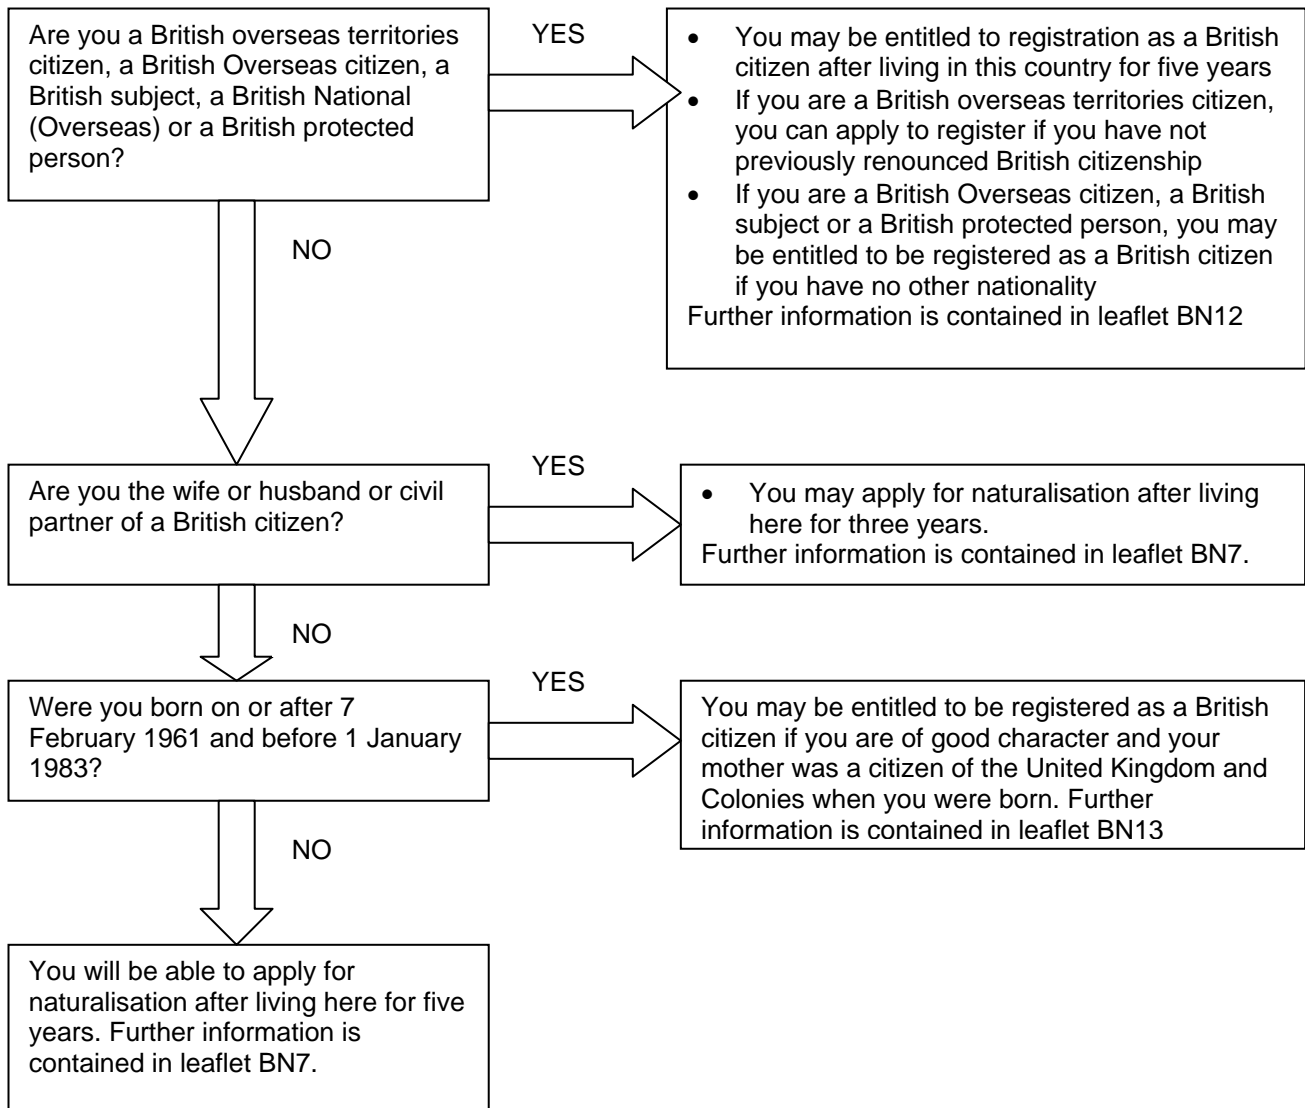 Are you a British overseas territories
citizen, a British Overseas citizen, a
British subject, a British National
(Overseas) or a British protected
person?
YES
• You may be entitled to registration as a British
citizen after living in this country for five years
• If you are a British overseas territories citizen,
you can apply to register if you have not
previously renounced British citizenship
• If you are a British Overseas citizen, a British
subject or a British protected person, you may
be entitled to be registered as a British citizen
if you have no other nationality
Further information is contained in leaflet BN12
NO
Are you the wife or husband or civil
partner of a British citizen?
YES
• You may apply for naturalisation after living
here for three years.
Further information is contained in leaflet BN7.
NO
Were you born on or after 7
February 1961 and before 1 January
1983?
YES
You may be entitled to be registered as a British
citizen if you are of good character and your
mother was a citizen of the United Kingdom and
Colonies when you were born. Further
information is contained in leaflet BN13
NO
You will be able to apply for
naturalisation after living here for five
years. Further information is
contained in leaflet BN7.